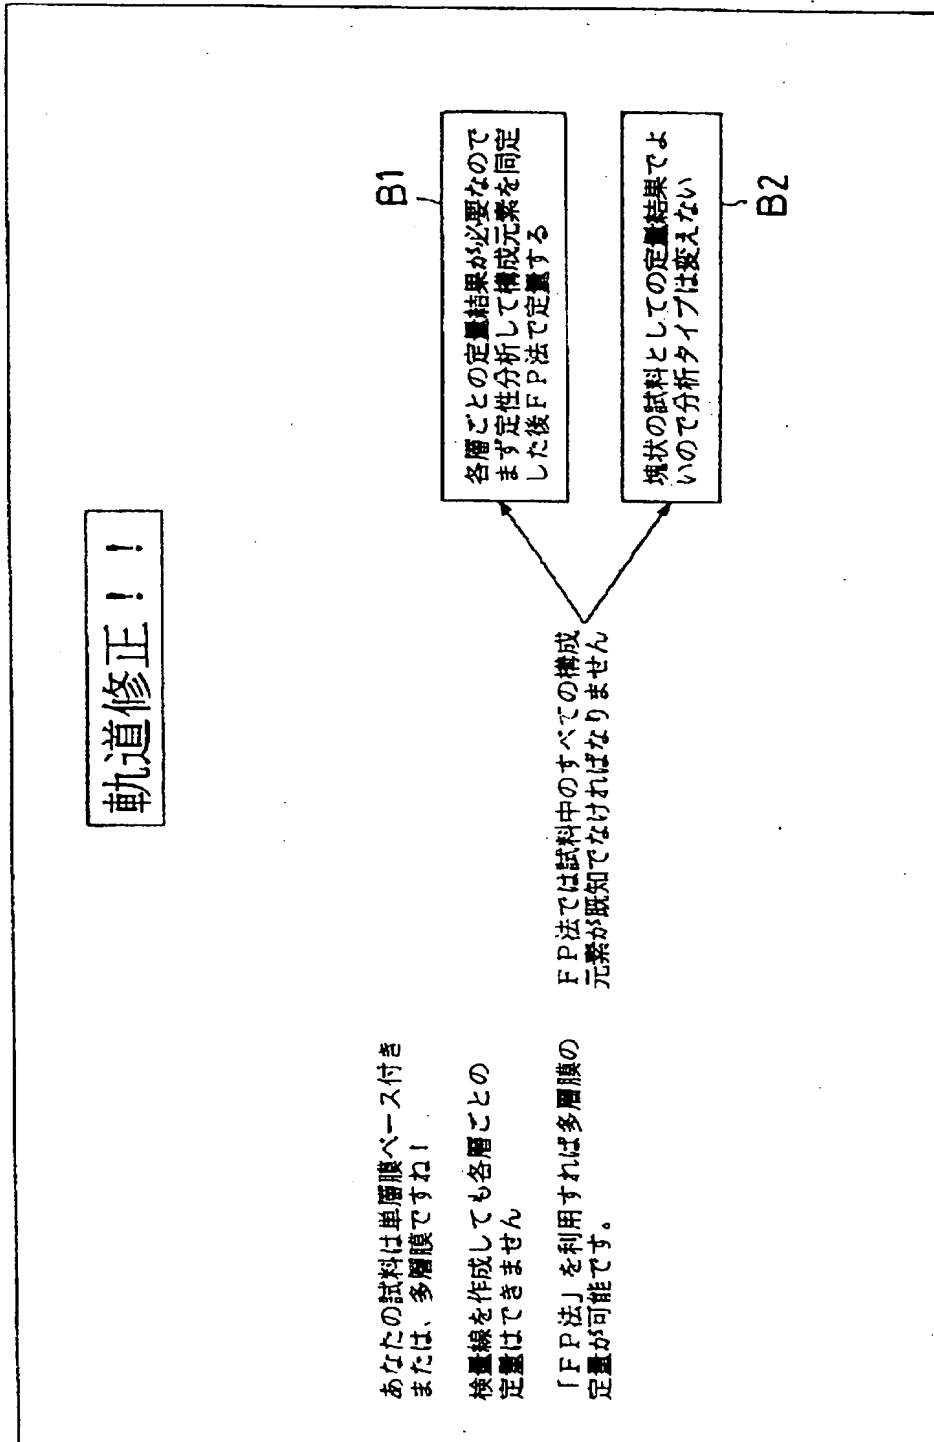 軌道修正！！
あなたの試料は単層膜ベース付き
または、多層膜ですね！
検量線を作成しても各層ごとの
定量はできません
「ＦＰ法」を利用すれば多層膜の
定量が可能です。
ＦＰ法では試料中のすべての構成
元素が既知でなければなりません
B1
各層ごとの定量結果が必要なので
まず定性分析して構成元素を同定
した後ＦＰ法で定量する
塊状の試料としての定量結果でよ
いので分析タイプは変えない
B2